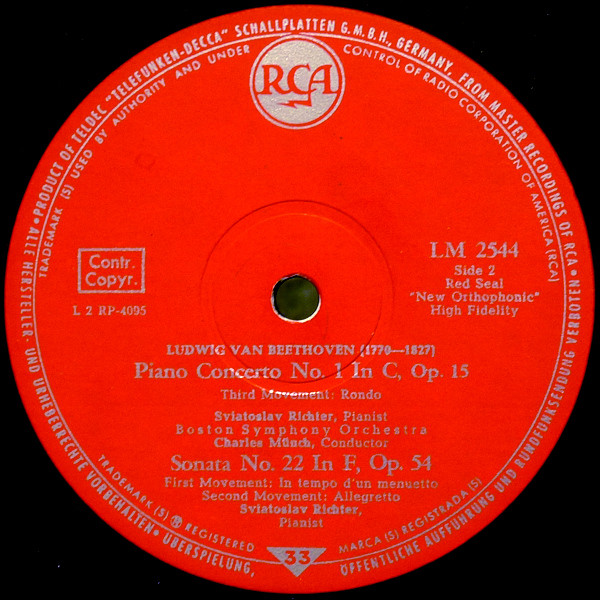 • PRODUCT OF TELDEC "TELEFUNKEN-DECCA" SCHALLPLATTEN G.M.B.H., GERMANY, FROM MASTER RECORDINGS OF RCA •
TRADEMARK (S) USED BY AUTHORITY AND UNDER CONTROL OF RADIO CORPORATION OF AMERICA (RCA)
RCA
Contr.
Copyr.
L 2 RP-4095
LM 2544
Side 2
Red Seal
"New Orthophonic"
High Fidelity
LUDWIG VAN BEETHOVEN (1770—1827)
Piano Concerto No. 1 In C, Op. 15
Third Movement: Rondo
Sviatoslav Richter, Pianist
Boston Symphony Orchestra
Charles Münch, Conductor
Sonata No. 22 In F, Op. 54
First Movement: In tempo d'un menuetto
Second Movement: Allegretto
Sviatoslav Richter,
Pianist
TRADEMARK (S) ® REGISTERED
33
MARCA (S) REGISTRADA (S)
ALLE HERSTELLER- UND URHEBERRECHTE VORBEHALTEN • ÜBERSPIELUNG, ÖFFENTLICHE AUFFÜHRUNG UND RUNDFUNKSENDUNG VERBOTEN